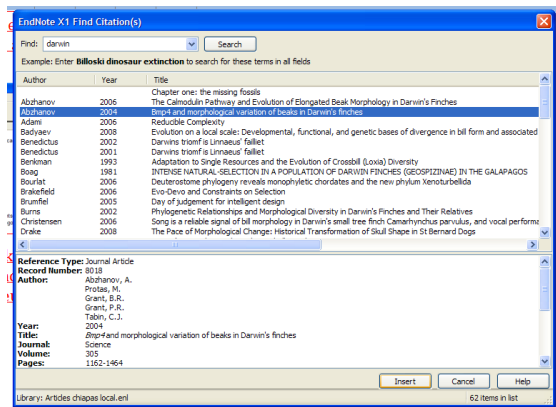 EndNote X1 Find Citation(s)
Find: darwin Search
Example: Enter Billoski dinosaur extinction to search for these terms in all fields
Author Year Title
Chapter one: the missing fossils
Abzhanov 2006 The Calmodulin Pathway and Evolution of Elongated Beak Morphology in Darwin's Finches
Abzhanov 2004 Bmp4 and morphological variation of beaks in Darwin's finches
Adami 2006 Reducible Complexity
Badyaev 2008 Evolution on a local scale: Developmental, functional, and genetic bases of divergence in bill form and associated
Benedictus 2002 Darwins triomf is Linnaeus' failliet
Benedictus 2001 Darwins triomf is Linnaeus' failliet
Benkman 1993 Adaptation to Single Resources and the Evolution of Crossbill (Loxia) Diversity
Boag 1981 INTENSE NATURAL-SELECTION IN A POPULATION OF DARWIN FINCHES (GEOSPIZINAE) IN THE GALAPAGOS
Bourlat 2006 Deuterostome phylogeny reveals monophyletic chordates and the new phylum Xenoturbellida
Brakefield 2006 Evo-Devo and Constraints on Selection
Brumfiel 2005 Day of judgement for intelligent design
Burns 2002 Phylogenetic Relationships and Morphological Diversity in Darwin's Finches and Their Relatives
Christensen 2006 Song is a reliable signal of bill morphology in Darwin's small tree finch Camarhynchus parvulus, and vocal performa
Drake 2008 The Pace of Morphological Change: Historical Transformation of Skull Shape in St Bernard Dogs
Reference Type: Journal Article
Record Number: 8018
Author: Abzhanov, A.
Protas, M.
Grant, B.R.
Grant, P.R.
Tabin, C.J.
Year: 2004
Title: Bmp4 and morphological variation of beaks in Darwin's finches
Journal: Science
Volume: 305
Pages: 1162-1464
Insert Cancel Help
Library: Articles chiapas local.enl 62 items in list